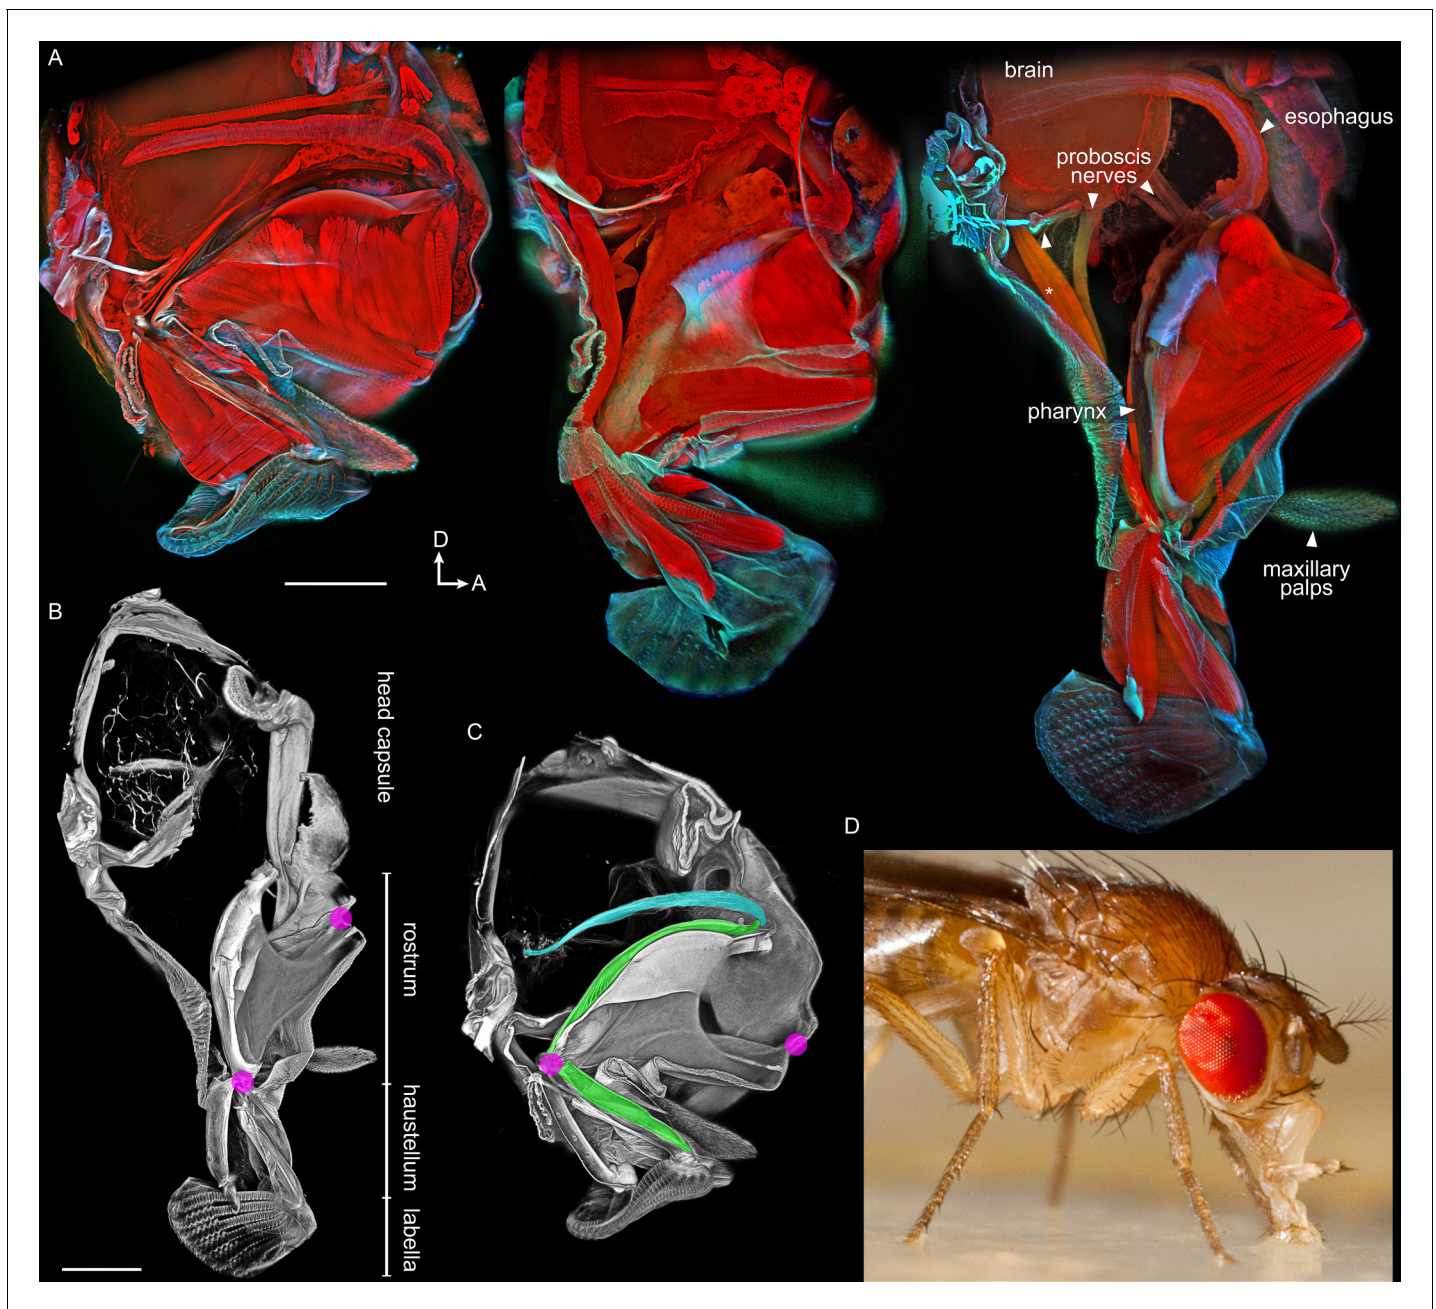 A
brain
esophagus
proboscis
nerves
*
pharynx
maxillary
palps
D
A
B
head capsule
rostrum
haustellum
labella
C
D